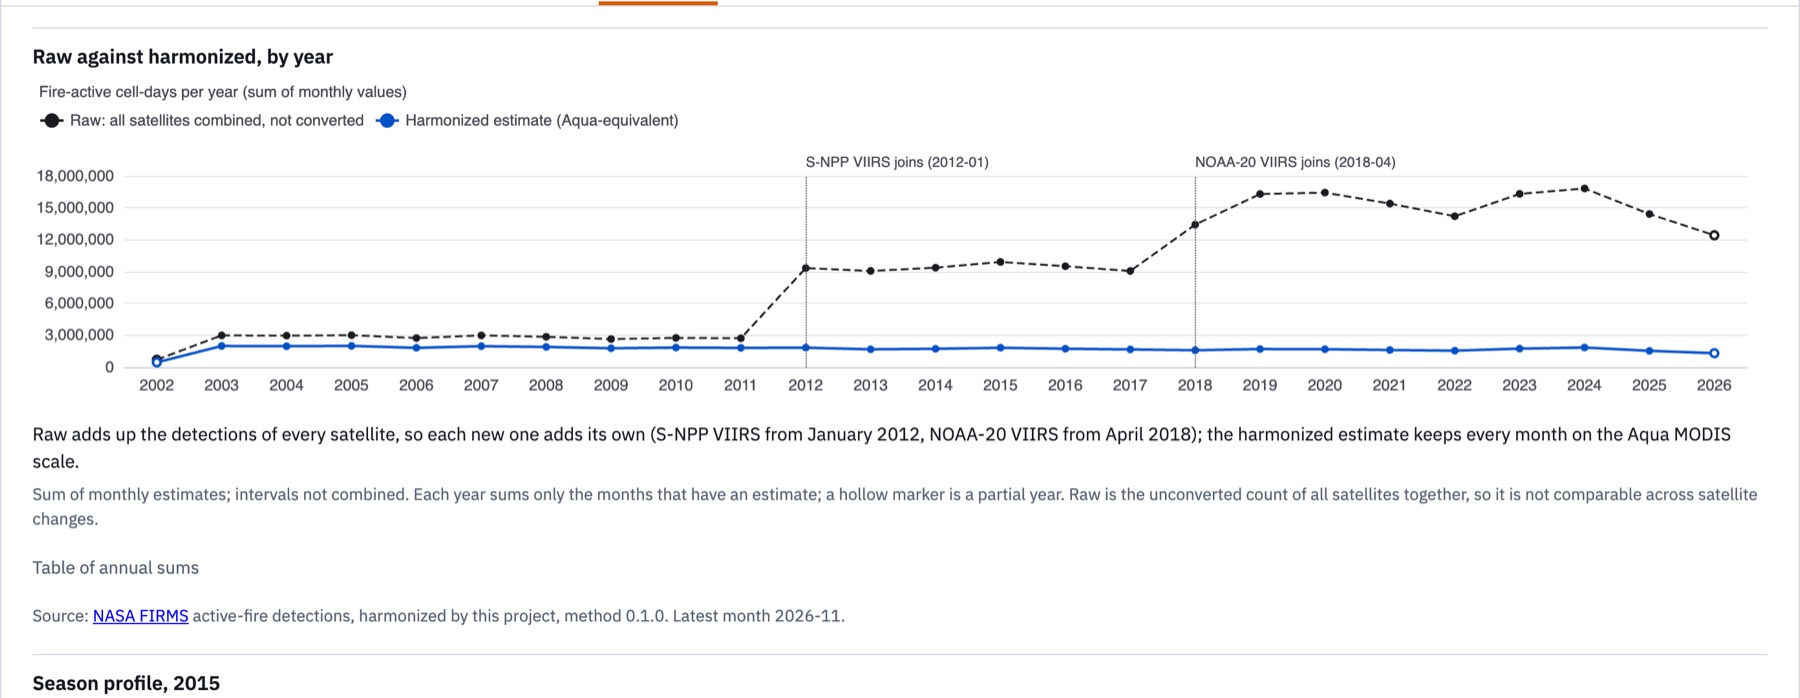 Raw against harmonized, by year
Fire-active cell-days per year (sum of monthly values)
Raw: all satellites combined, not converted Harmonized estimate (Aqua-equivalent)
S-NPP VIIRS joins (2012-01) NOAA-20 VIIRS joins (2018-04)
18,000,000
15,000,000
12,000,000
9,000,000
6,000,000
3,000,000
0
2002 2003 2004 2005 2006 2007 2008 2009 2010 2011 2012 2013 2014 2015 2016 2017 2018 2019 2020 2021 2022 2023 2024 2025 2026
Raw adds up the detections of every satellite, so each new one adds its own (S-NPP VIIRS from January 2012, NOAA-20 VIIRS from April 2018); the harmonized estimate keeps every month on the Aqua MODIS
scale.
Sum of monthly estimates; intervals not combined. Each year sums only the months that have an estimate; a hollow marker is a partial year. Raw is the unconverted count of all satellites together, so it is not comparable across satellite
changes.
Table of annual sums
Source: NASA FIRMS active-fire detections, harmonized by this project, method 0.1.0. Latest month 2026-11.
Season profile, 2015